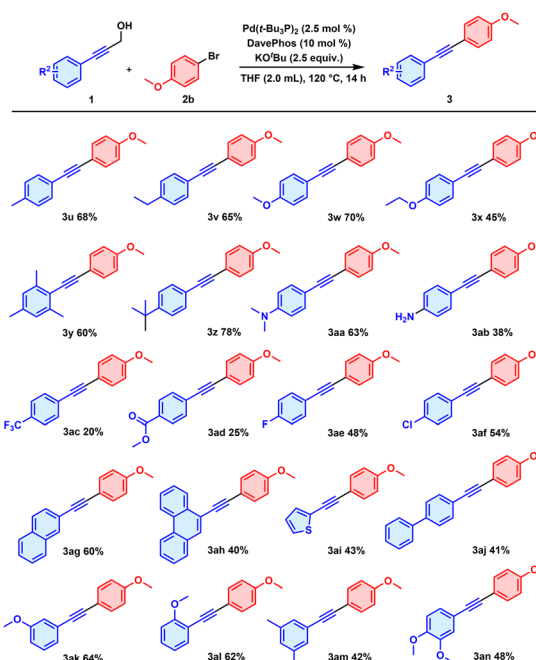 OH
R²
+
O
Br
Pd(t-Bu₃P)₂ (2.5 mol %)
DavePhos (10 mol %)
KOᵗBu (2.5 equiv.)
THF (2.0 mL), 120 °C, 14 h
R²
O
1
2b
3
O
O
O
O
O
O
3u 68%
3v 65%
3w 70%
3x 45%
O
O
O
O
N
H₂N
3y 60%
3z 78%
3aa 63%
3ab 38%
O
O
O
O
F₃C
O
O
F
Cl
3ac 20%
3ad 25%
3ae 48%
3af 54%
O
O
O
O
S
3ag 60%
3ah 40%
3ai 43%
3aj 41%
O
O
O
O
O
O
O
O
3ak 64%
3al 62%
3am 42%
3an 48%